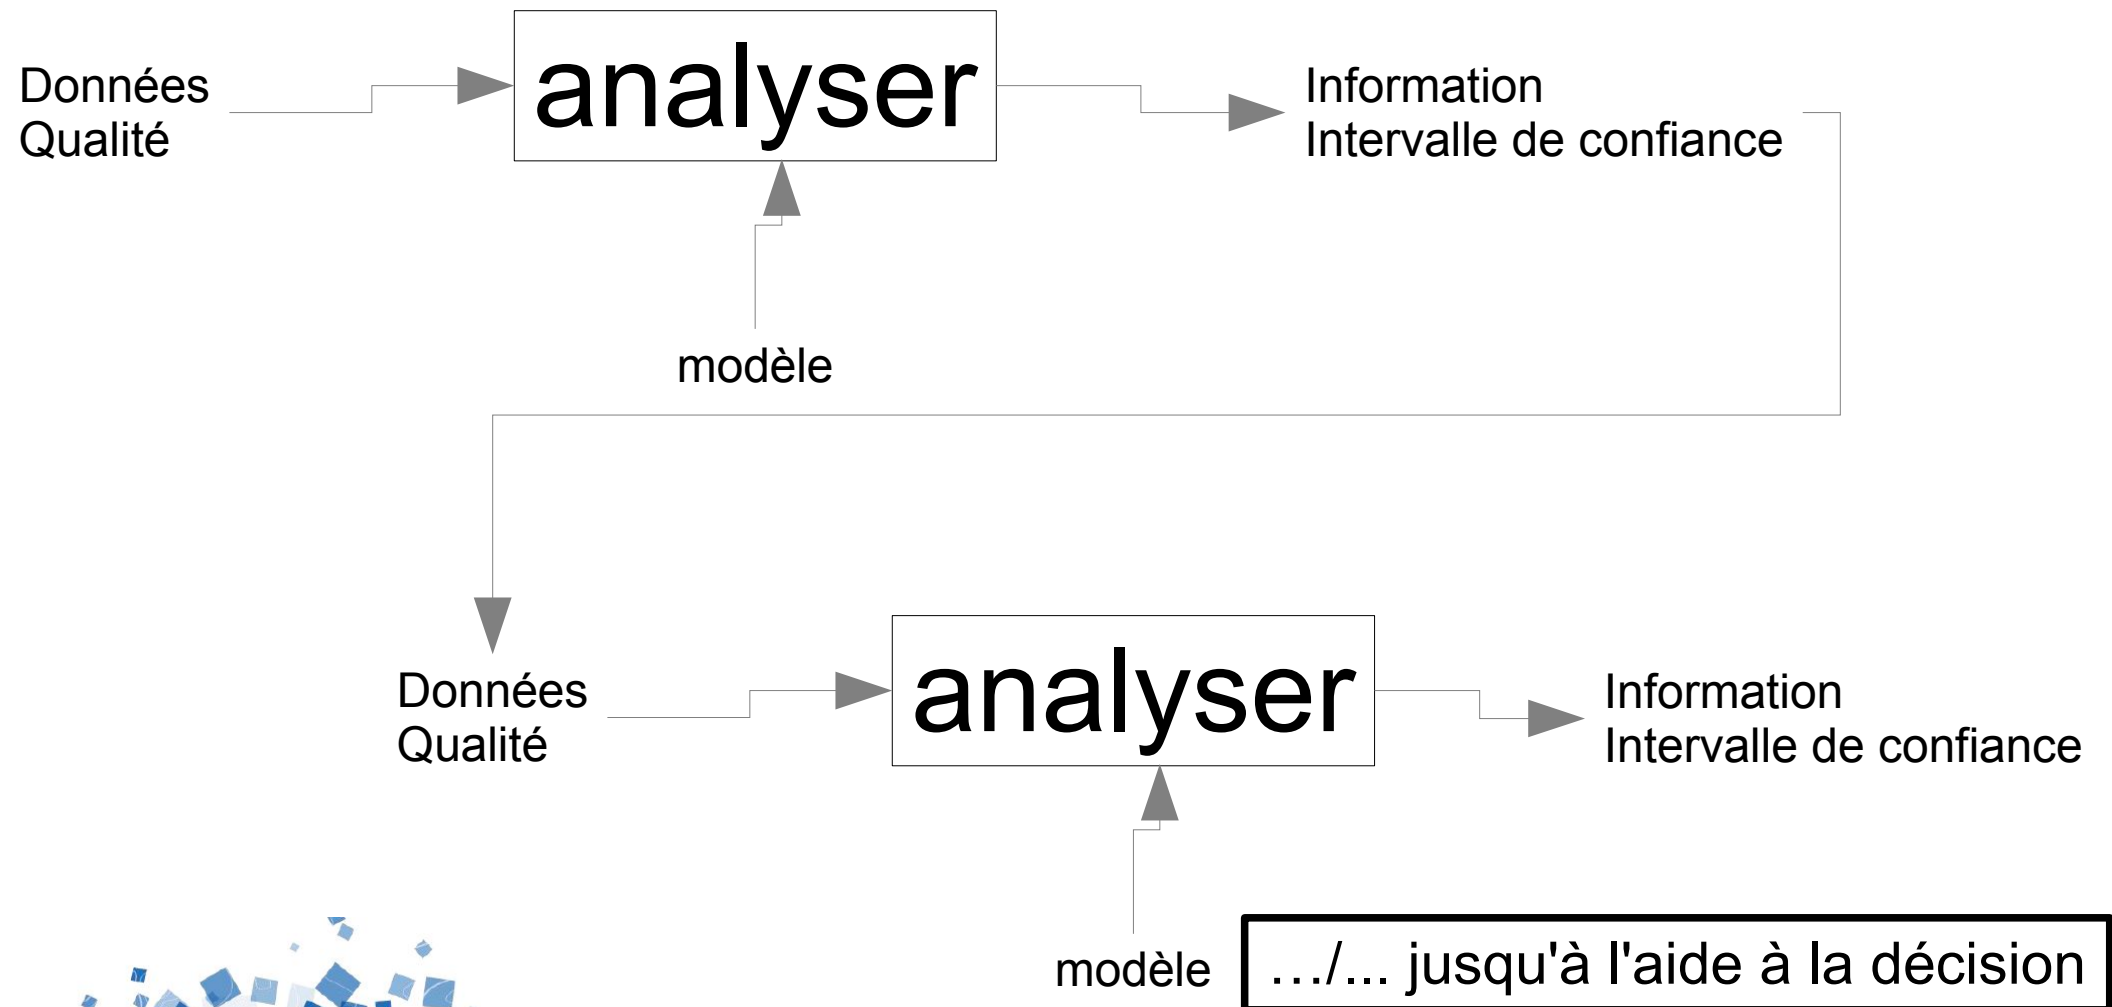 Données
Qualité
analyser
Information
Intervalle de confiance
modèle
Données
Qualité
analyser
Information
Intervalle de confiance
modèle
…/... jusqu'à l'aide à la décision